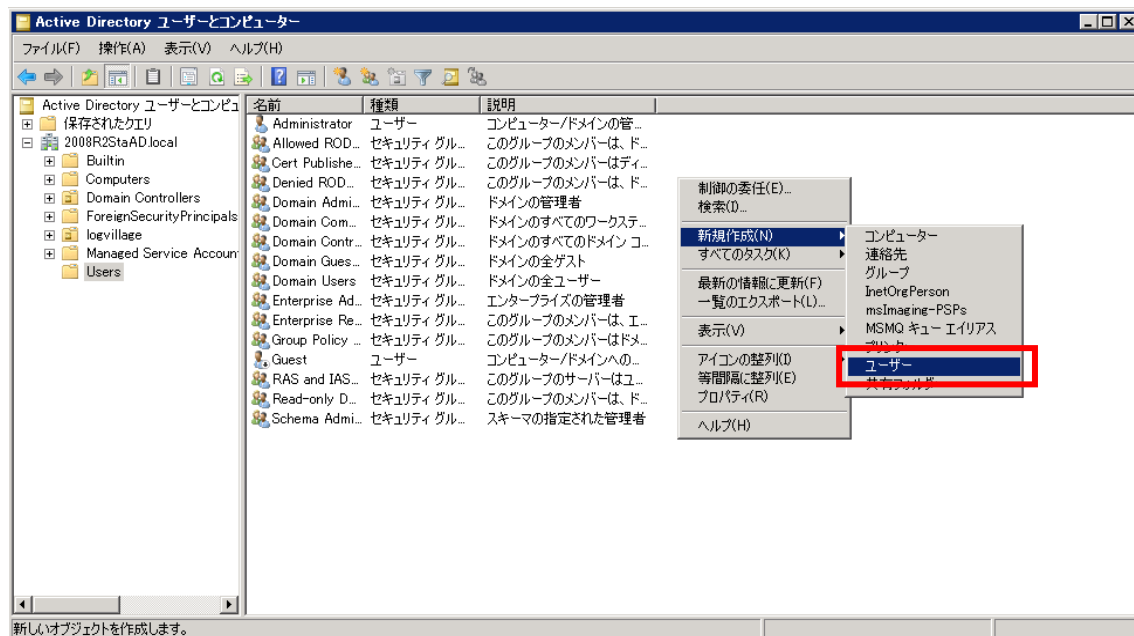 Active Directory ユーザーとコンピューター
ファイル(F) 操作(A) 表示(V) ヘルプ(H)
Active Directory ユーザーとコンピュ
保存されたクエリ
2008R2StaAD.local
Builtin
Computers
Domain Controllers
ForeignSecurityPrincipals
logvillage
Managed Service Accoun
Users
名前 種類 説明
Administrator ユーザー コンピューター/ドメインの管...
Allowed ROD... セキュリティ グル... このグループのメンバーは、ド...
Cert Publishe... セキュリティ グル... このグループのメンバーはディ...
Denied ROD... セキュリティ グル... このグループのメンバーは、ド...
Domain Admi... セキュリティ グル... ドメインの管理者
Domain Com... セキュリティ グル... ドメインのすべてのワークステ...
Domain Contr... セキュリティ グル... ドメインのすべてのドメイン コ...
Domain Gues... セキュリティ グル... ドメインの全ゲスト
Domain Users セキュリティ グル... ドメインの全ユーザー
Enterprise Ad... セキュリティ グル... エンタープライズの管理者
Enterprise Re... セキュリティ グル... このグループのメンバーは、エ...
Group Policy ... セキュリティ グル... このグループのメンバーはドメ...
Guest ユーザー コンピューター/ドメインへの...
RAS and IAS... セキュリティ グル... このグループのサーバーはユ...
Read-only D... セキュリティ グル... このグループのメンバーは、ド...
Schema Admi... セキュリティ グル... スキーマの指定された管理者
制御の委任(E)...
検索(I)...
新規作成(N)
すべてのタスク(K)
最新の情報に更新(F)
一覧のエクスポート(L)...
表示(V)
アイコンの整列(I)
等間隔に整列(E)
プロパティ(R)
ヘルプ(H)
コンピューター
連絡先
グループ
InetOrgPerson
msImaging-PSPs
MSMQ キュー エイリアス
プリンター
ユーザー
共有フォルダ
新しいオブジェクトを作成します。